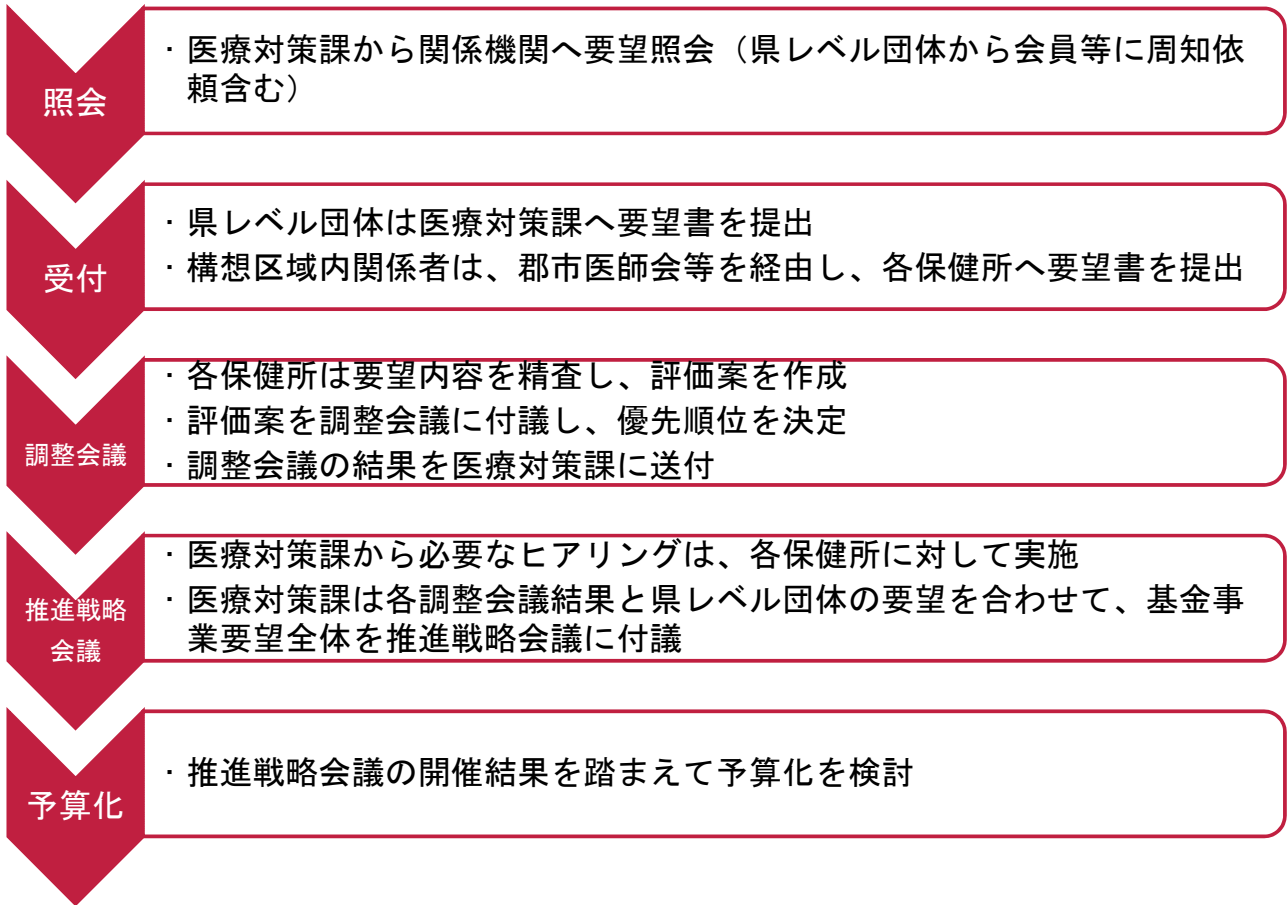 照会
・医療対策課から関係機関へ要望照会（県レベル団体から会員等に周知依
頼含む）
受付
・県レベル団体は医療対策課へ要望書を提出
・構想区域内関係者は、郡市医師会等を経由し、各保健所へ要望書を提出
調整会議
・各保健所は要望内容を精査し、評価案を作成
・評価案を調整会議に付議し、優先順位を決定
・調整会議の結果を医療対策課に送付
推進戦略
会議
・医療対策課から必要なヒアリングは、各保健所に対して実施
・医療対策課は各調整会議結果と県レベル団体の要望を合わせて、基金事
業要望全体を推進戦略会議に付議
予算化
・推進戦略会議の開催結果を踏まえて予算化を検討